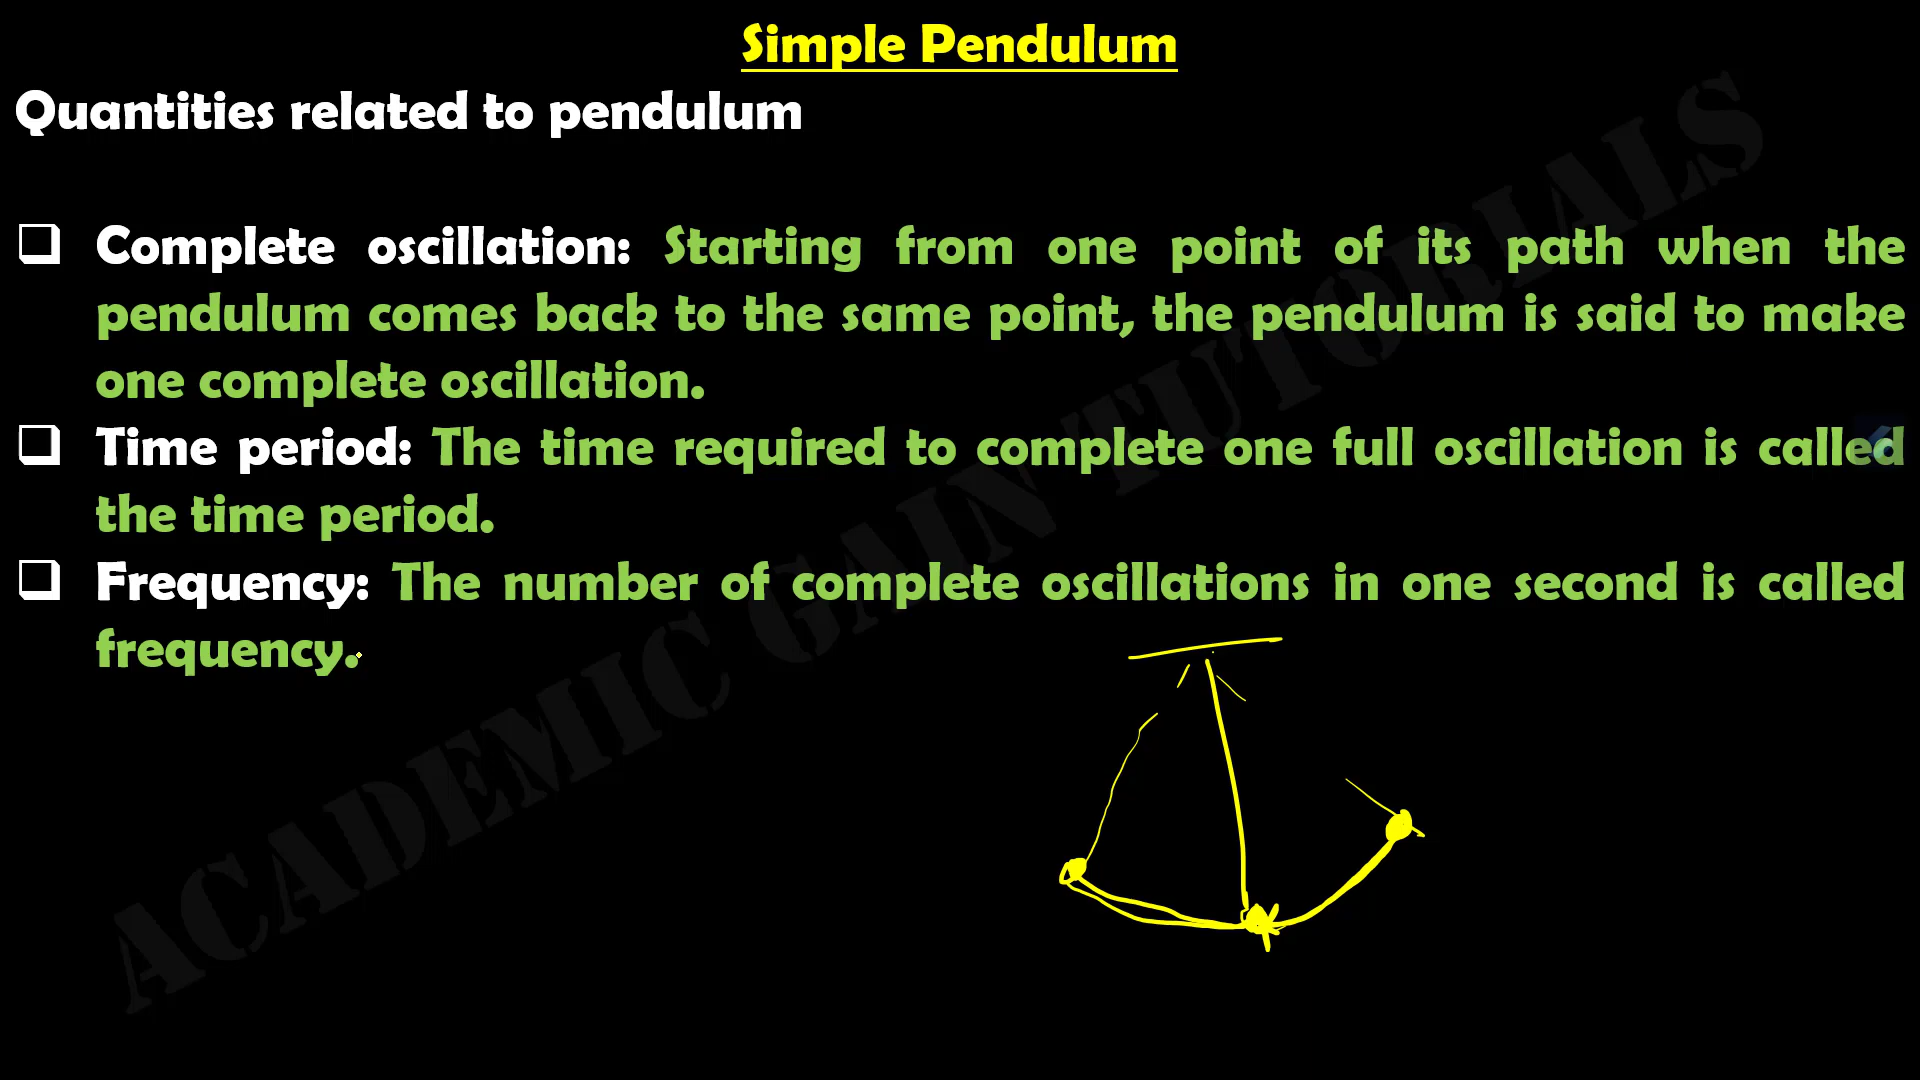 Simple Pendulum
Quantities related to pendulum
Complete oscillation: Starting from one point of its path when the
pendulum comes back to the same point, the pendulum is said to make
one complete oscillation.
Time period: The time required to complete one full oscillation is called
the time period.
Frequency: The number of complete oscillations in one second is called
frequency.
ACADEMIC GAIN TUTORIALS